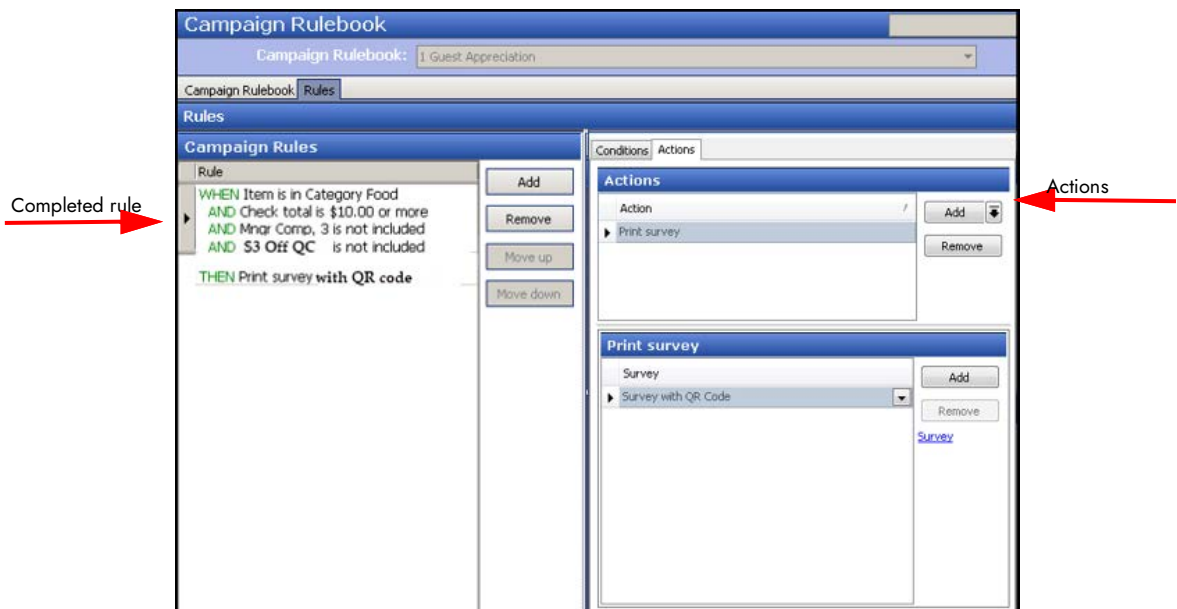 Campaign Rulebook
Campaign Rulebook: 1 Guest Appreciation
Campaign Rulebook Rules
Rules
Campaign Rules
Rule
WHEN Item is in Category Food
AND Check total is $10.00 or more
AND Mngr Comp, 3 is not included
AND $3 Off QC is not included
THEN Print survey with QR code
Add
Remove
Move up
Move down
Completed rule
Conditions Actions
Actions
Action
Print survey
Add
Remove
Actions
Print survey
Survey
Survey with QR Code
Add
Remove
Survey